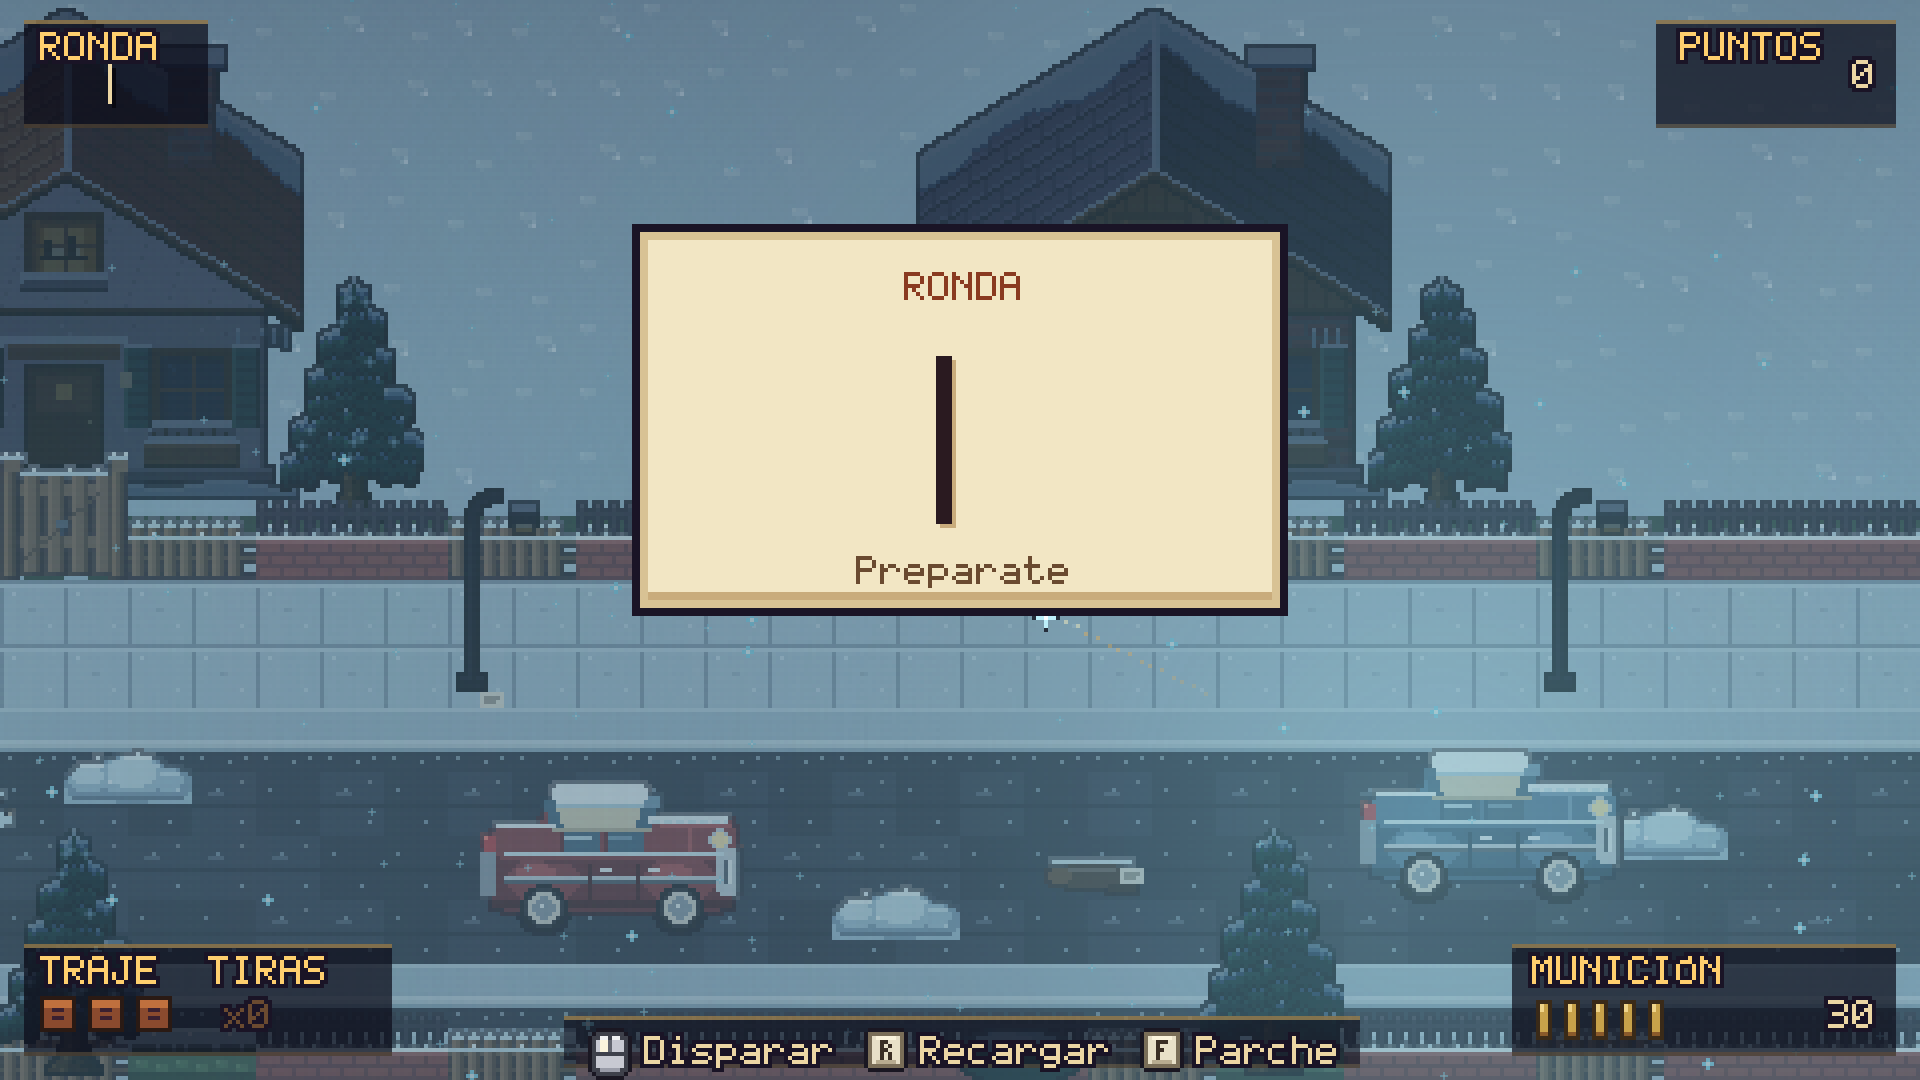 RONDA
|
PUNTOS
0
RONDA
|
Preparate
TRAJE TIRAS
x0
MUNICIóN
30
Disparar R Recargar F Parche